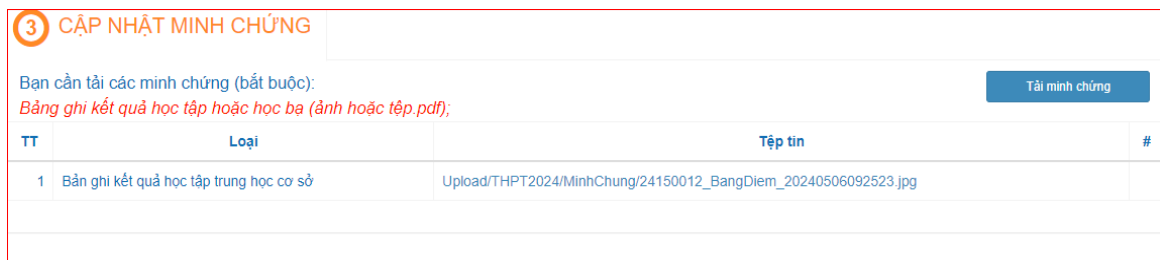 3 CẬP NHẬT MINH CHỨNG
Bạn cần tải các minh chứng (bắt buộc):
Tải minh chứng
Bảng ghi kết quả học tập hoặc học bạ (ảnh hoặc tệp.pdf);
TT Loại Tệp tin #
1 Bản ghi kết quả học tập trung học cơ sở Upload/THPT2024/MinhChung/24150012_BangDiem_20240506092523.jpg